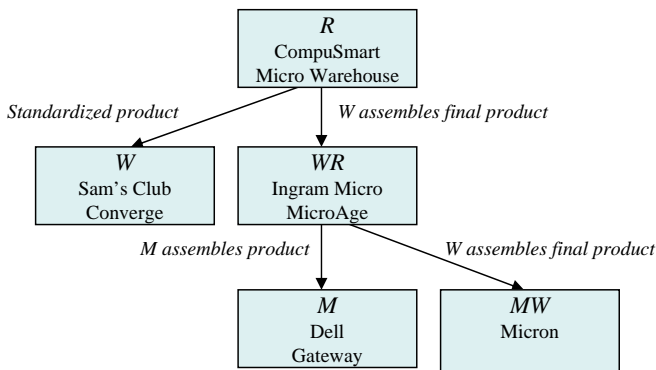 R
CompuSmart
Micro Warehouse
Standardized product
W assembles final product
W
Sam's Club
Converge
WR
Ingram Micro
MicroAge
M assembles product
W assembles final product
M
Dell
Gateway
MW
Micron